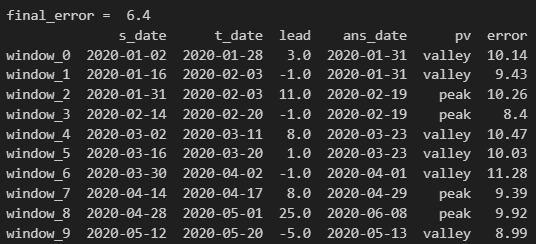 final_error =  6.4
s_date t_date lead ans_date pv error
window_0 2020-01-02 2020-01-28 3.0 2020-01-31 valley 10.14
window_1 2020-01-16 2020-02-03 -1.0 2020-01-31 valley 9.43
window_2 2020-01-31 2020-02-03 11.0 2020-02-19 peak 10.26
window_3 2020-02-14 2020-02-20 -1.0 2020-02-19 peak 8.4
window_4 2020-03-02 2020-03-11 8.0 2020-03-23 valley 10.47
window_5 2020-03-16 2020-03-20 1.0 2020-03-23 valley 10.03
window_6 2020-03-30 2020-04-02 -1.0 2020-04-01 valley 11.28
window_7 2020-04-14 2020-04-17 8.0 2020-04-29 peak 9.39
window_8 2020-04-28 2020-05-01 25.0 2020-06-08 peak 9.92
window_9 2020-05-12 2020-05-20 -5.0 2020-05-13 valley 8.99